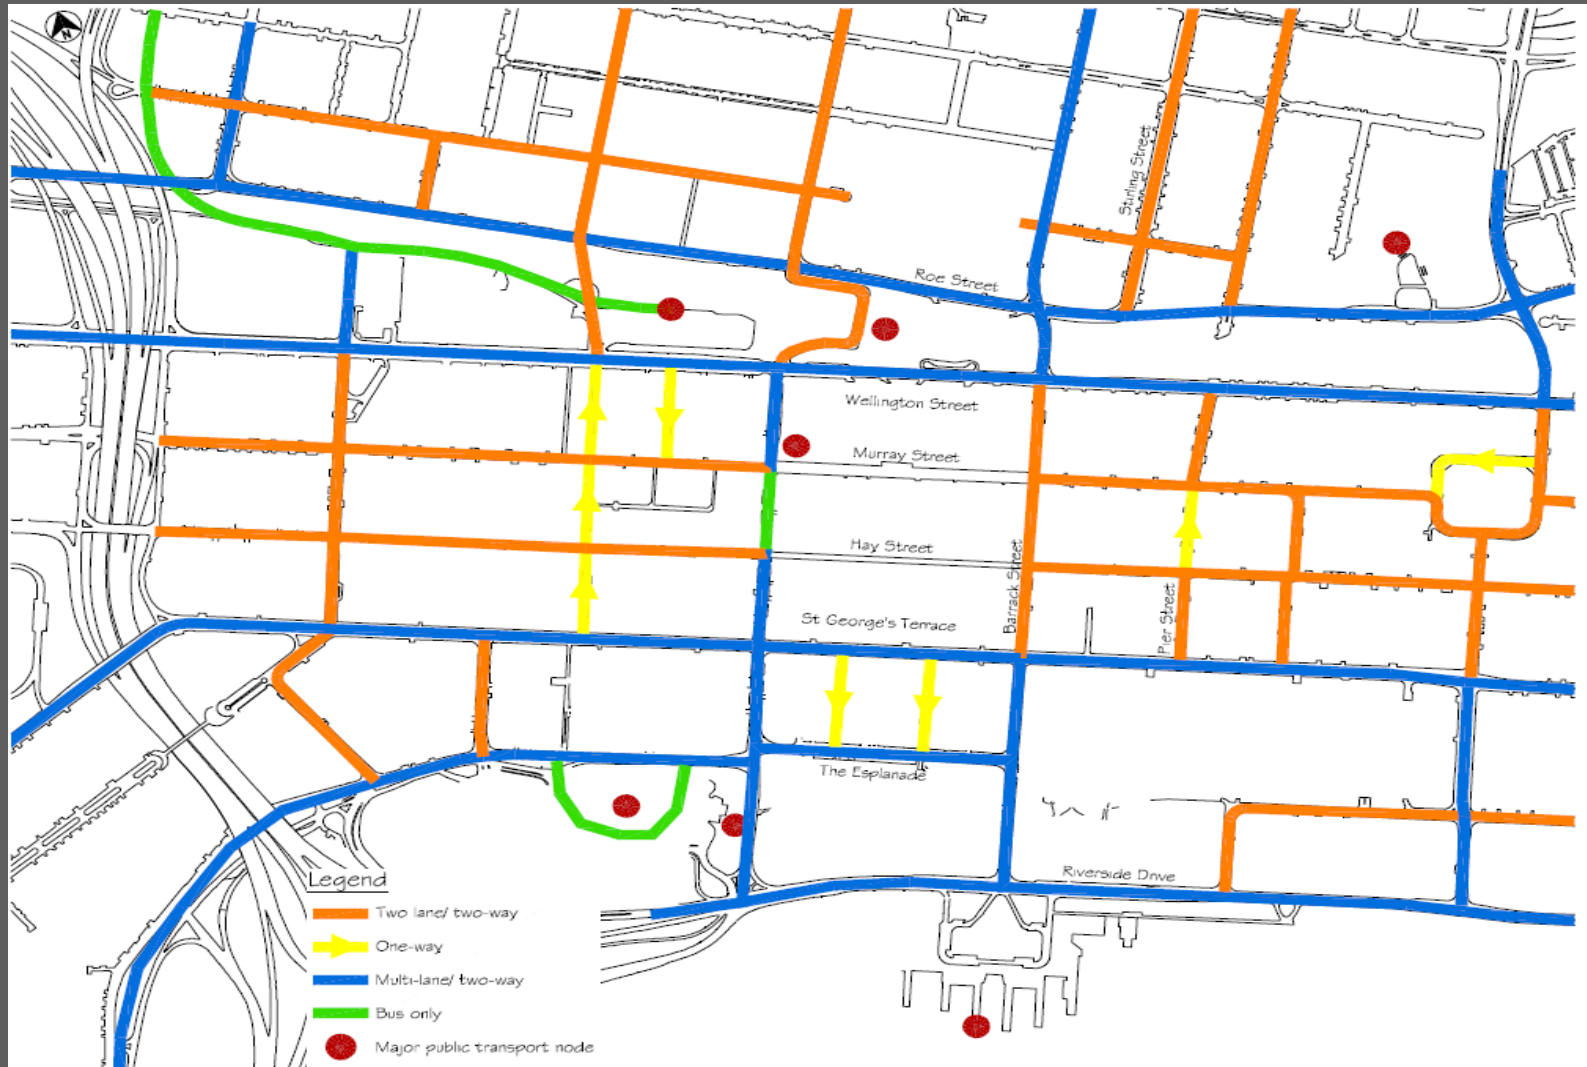 N
Stirling Street
Roe Street
Wellington Street
Murray Street
Hay Street
Barrack Street
Pier Street
St George's Terrace
The Esplanade
Riverside Drive
Legend
Two lane/ two-way
One-way
Multi-lane/ two-way
Bus only
Major public transport node